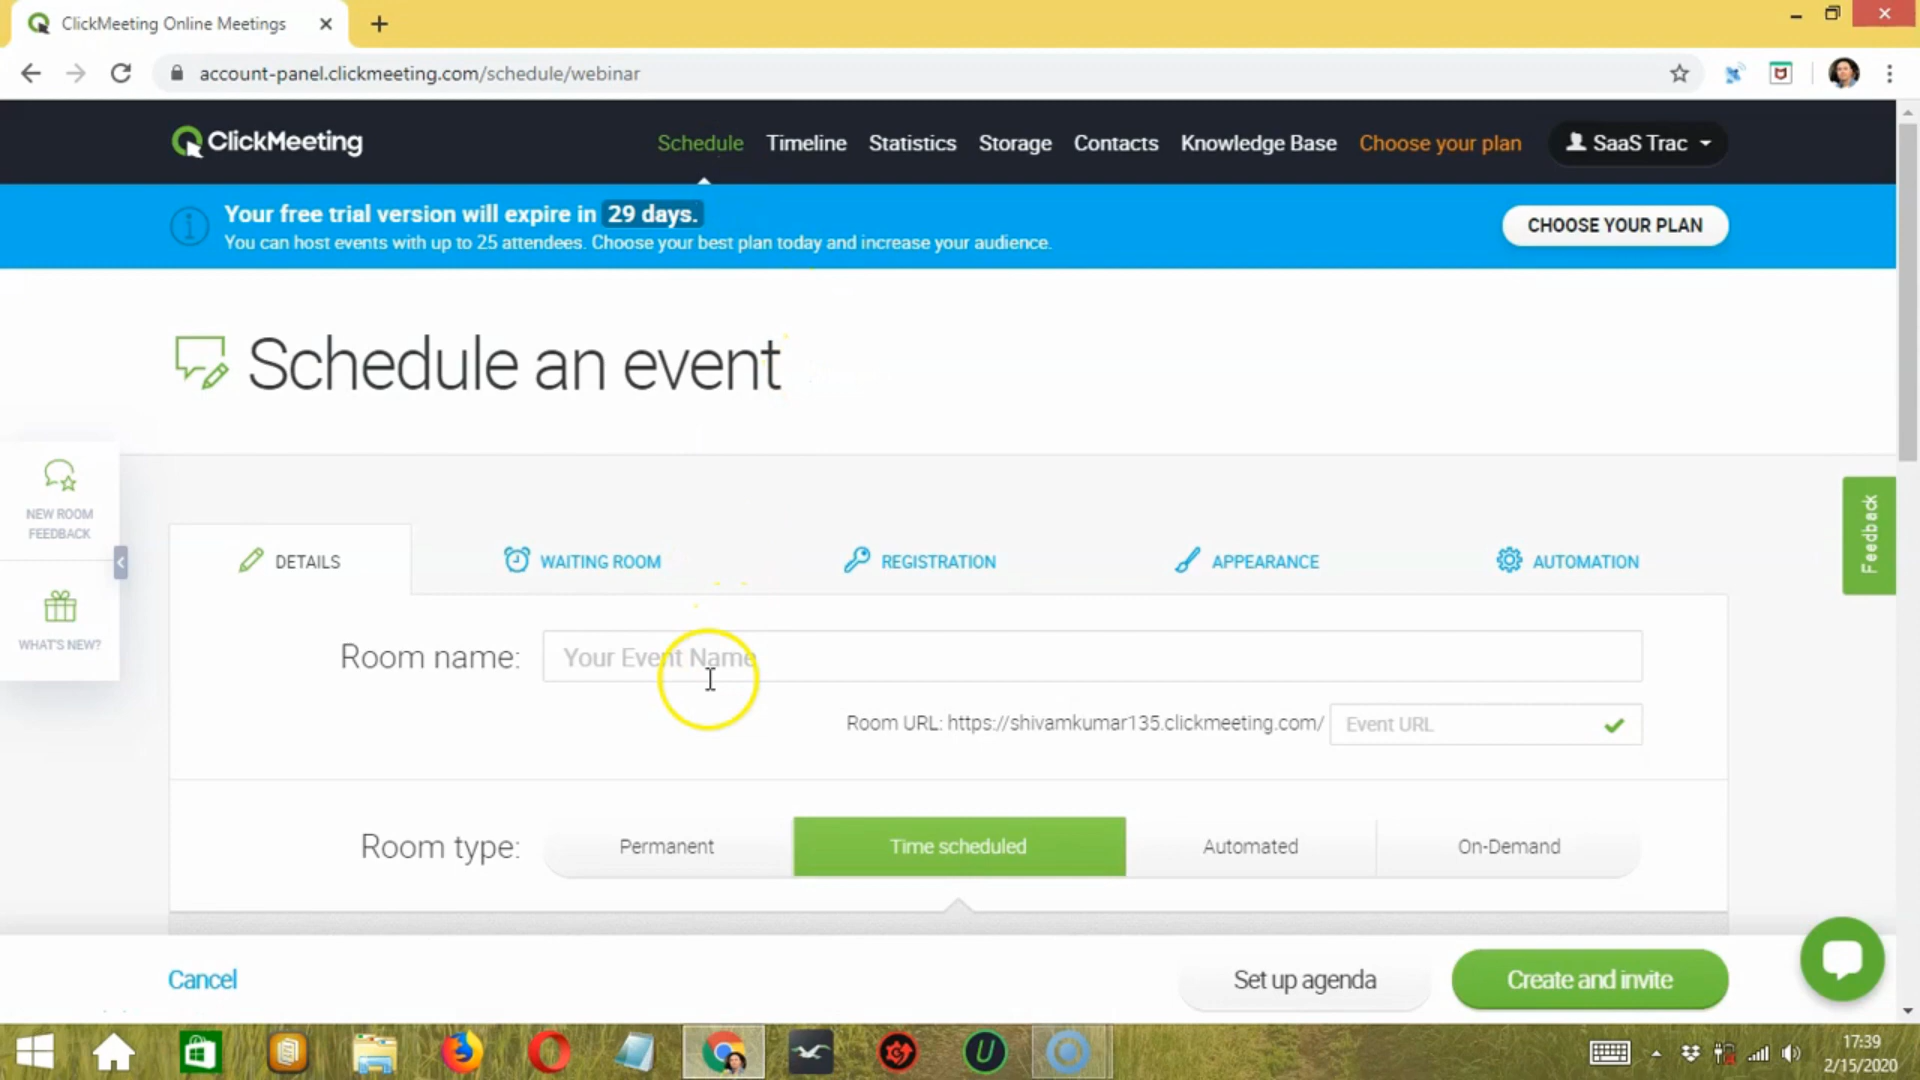 ClickMeeting Online Meetings
account-panel.clickmeeting.com/schedule/webinar
ClickMeeting
Schedule Timeline Statistics Storage Contacts Knowledge Base Choose your plan SaaS Trac
Your free trial version will expire in 29 days.
You can host events with up to 25 attendees. Choose your best plan today and increase your audience.
CHOOSE YOUR PLAN
Schedule an event
NEW ROOM
FEEDBACK
WHAT'S NEW?
Feedback
DETAILS WAITING ROOM REGISTRATION APPEARANCE AUTOMATION
Room name: Your Event Name
Room URL: https://shivamkumar135.clickmeeting.com/ Event URL
Room type: Permanent Time scheduled Automated On-Demand
Cancel Set up agenda Create and invite
17:39
2/15/2020